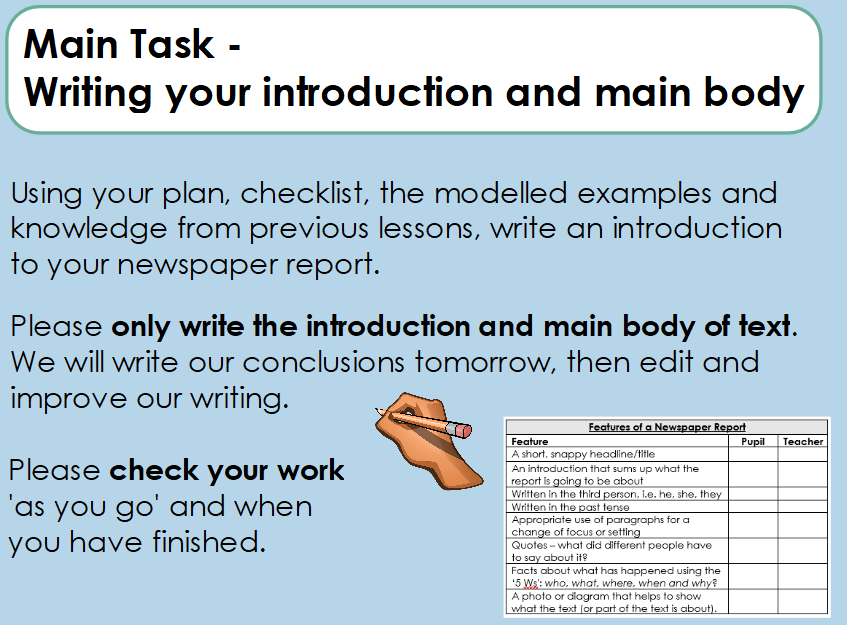 Main Task -
Writing your introduction and main body
Using your plan, checklist, the modelled examples and
knowledge from previous lessons, write an introduction
to your newspaper report.
Please only write the introduction and main body of text.
We will write our conclusions tomorrow, then edit and
improve our writing.
Please check your work
'as you go' and when
you have finished.
Features of a Newspaper Report
Feature Pupil Teacher
A short, snappy headline/title
An introduction that sums up what the
report is going to be about
Written in the third person, i.e. he, she, they
Written in the past tense
Appropriate use of paragraphs for a
change of focus or setting
Quotes – what did different people have
to say about it?
Facts about what has happened using the
'5 Ws': who, what, where, when and why?
A photo or diagram that helps to show
what the text (or part of the text is about).